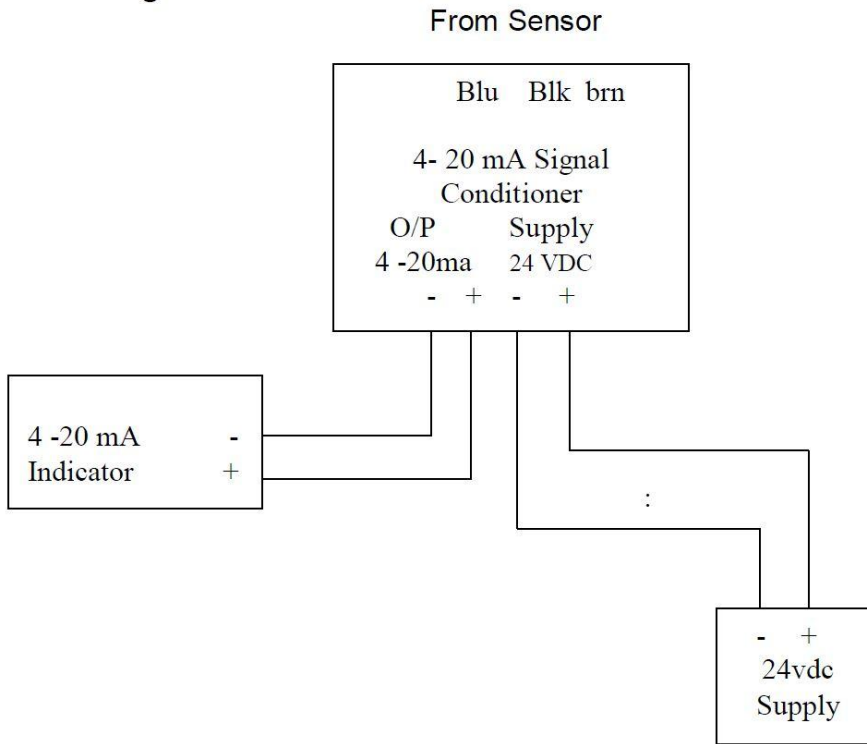 From Sensor
Blu Blk brn
4- 20 mA Signal
Conditioner
O/P Supply
4 -20ma 24 VDC
- + - +
4 -20 mA -
Indicator +
:
- +
24vdc
Supply